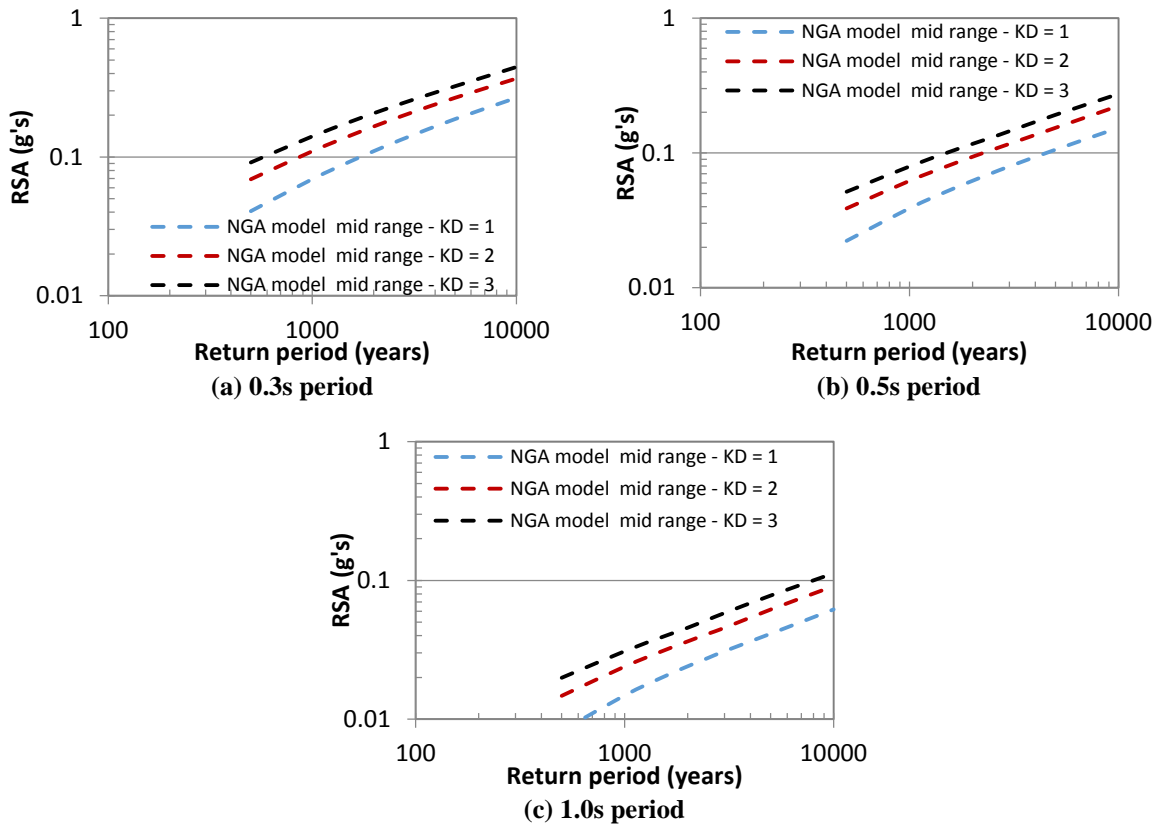 1
0.1
0.01
RSA (g's)
NGA model mid range - KD = 1
NGA model mid range - KD = 2
NGA model mid range - KD = 3
100
1000
10000
Return period (years)
(a) 0.3s period
1
0.1
0.01
RSA (g's)
NGA model mid range - KD = 1
NGA model mid range - KD = 2
NGA model mid range - KD = 3
100
1000
10000
Return period (years)
(b) 0.5s period
1
0.1
0.01
RSA (g's)
NGA model mid range - KD = 1
NGA model mid range - KD = 2
NGA model mid range - KD = 3
100
1000
10000
Return period (years)
(c) 1.0s period